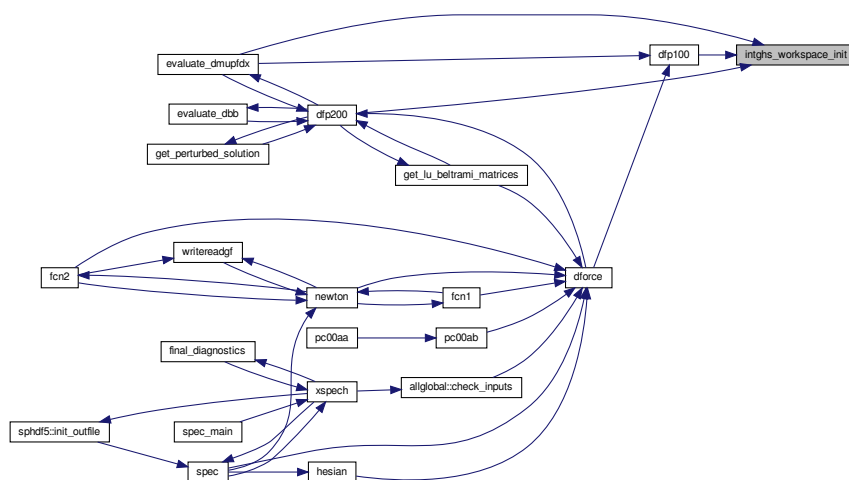 evaluate_dmupfdx
dfp100
intghs_workspace_init
evaluate_dbb
dfp200
get_perturbed_solution
get_lu_beltrami_matrices
writereadgf
fcn2
dforce
newton
fcn1
pc00aa
pc00ab
final_diagnostics
xspech
allglobal::check_inputs
sphdf5::init_outfile
spec_main
spec
hesian